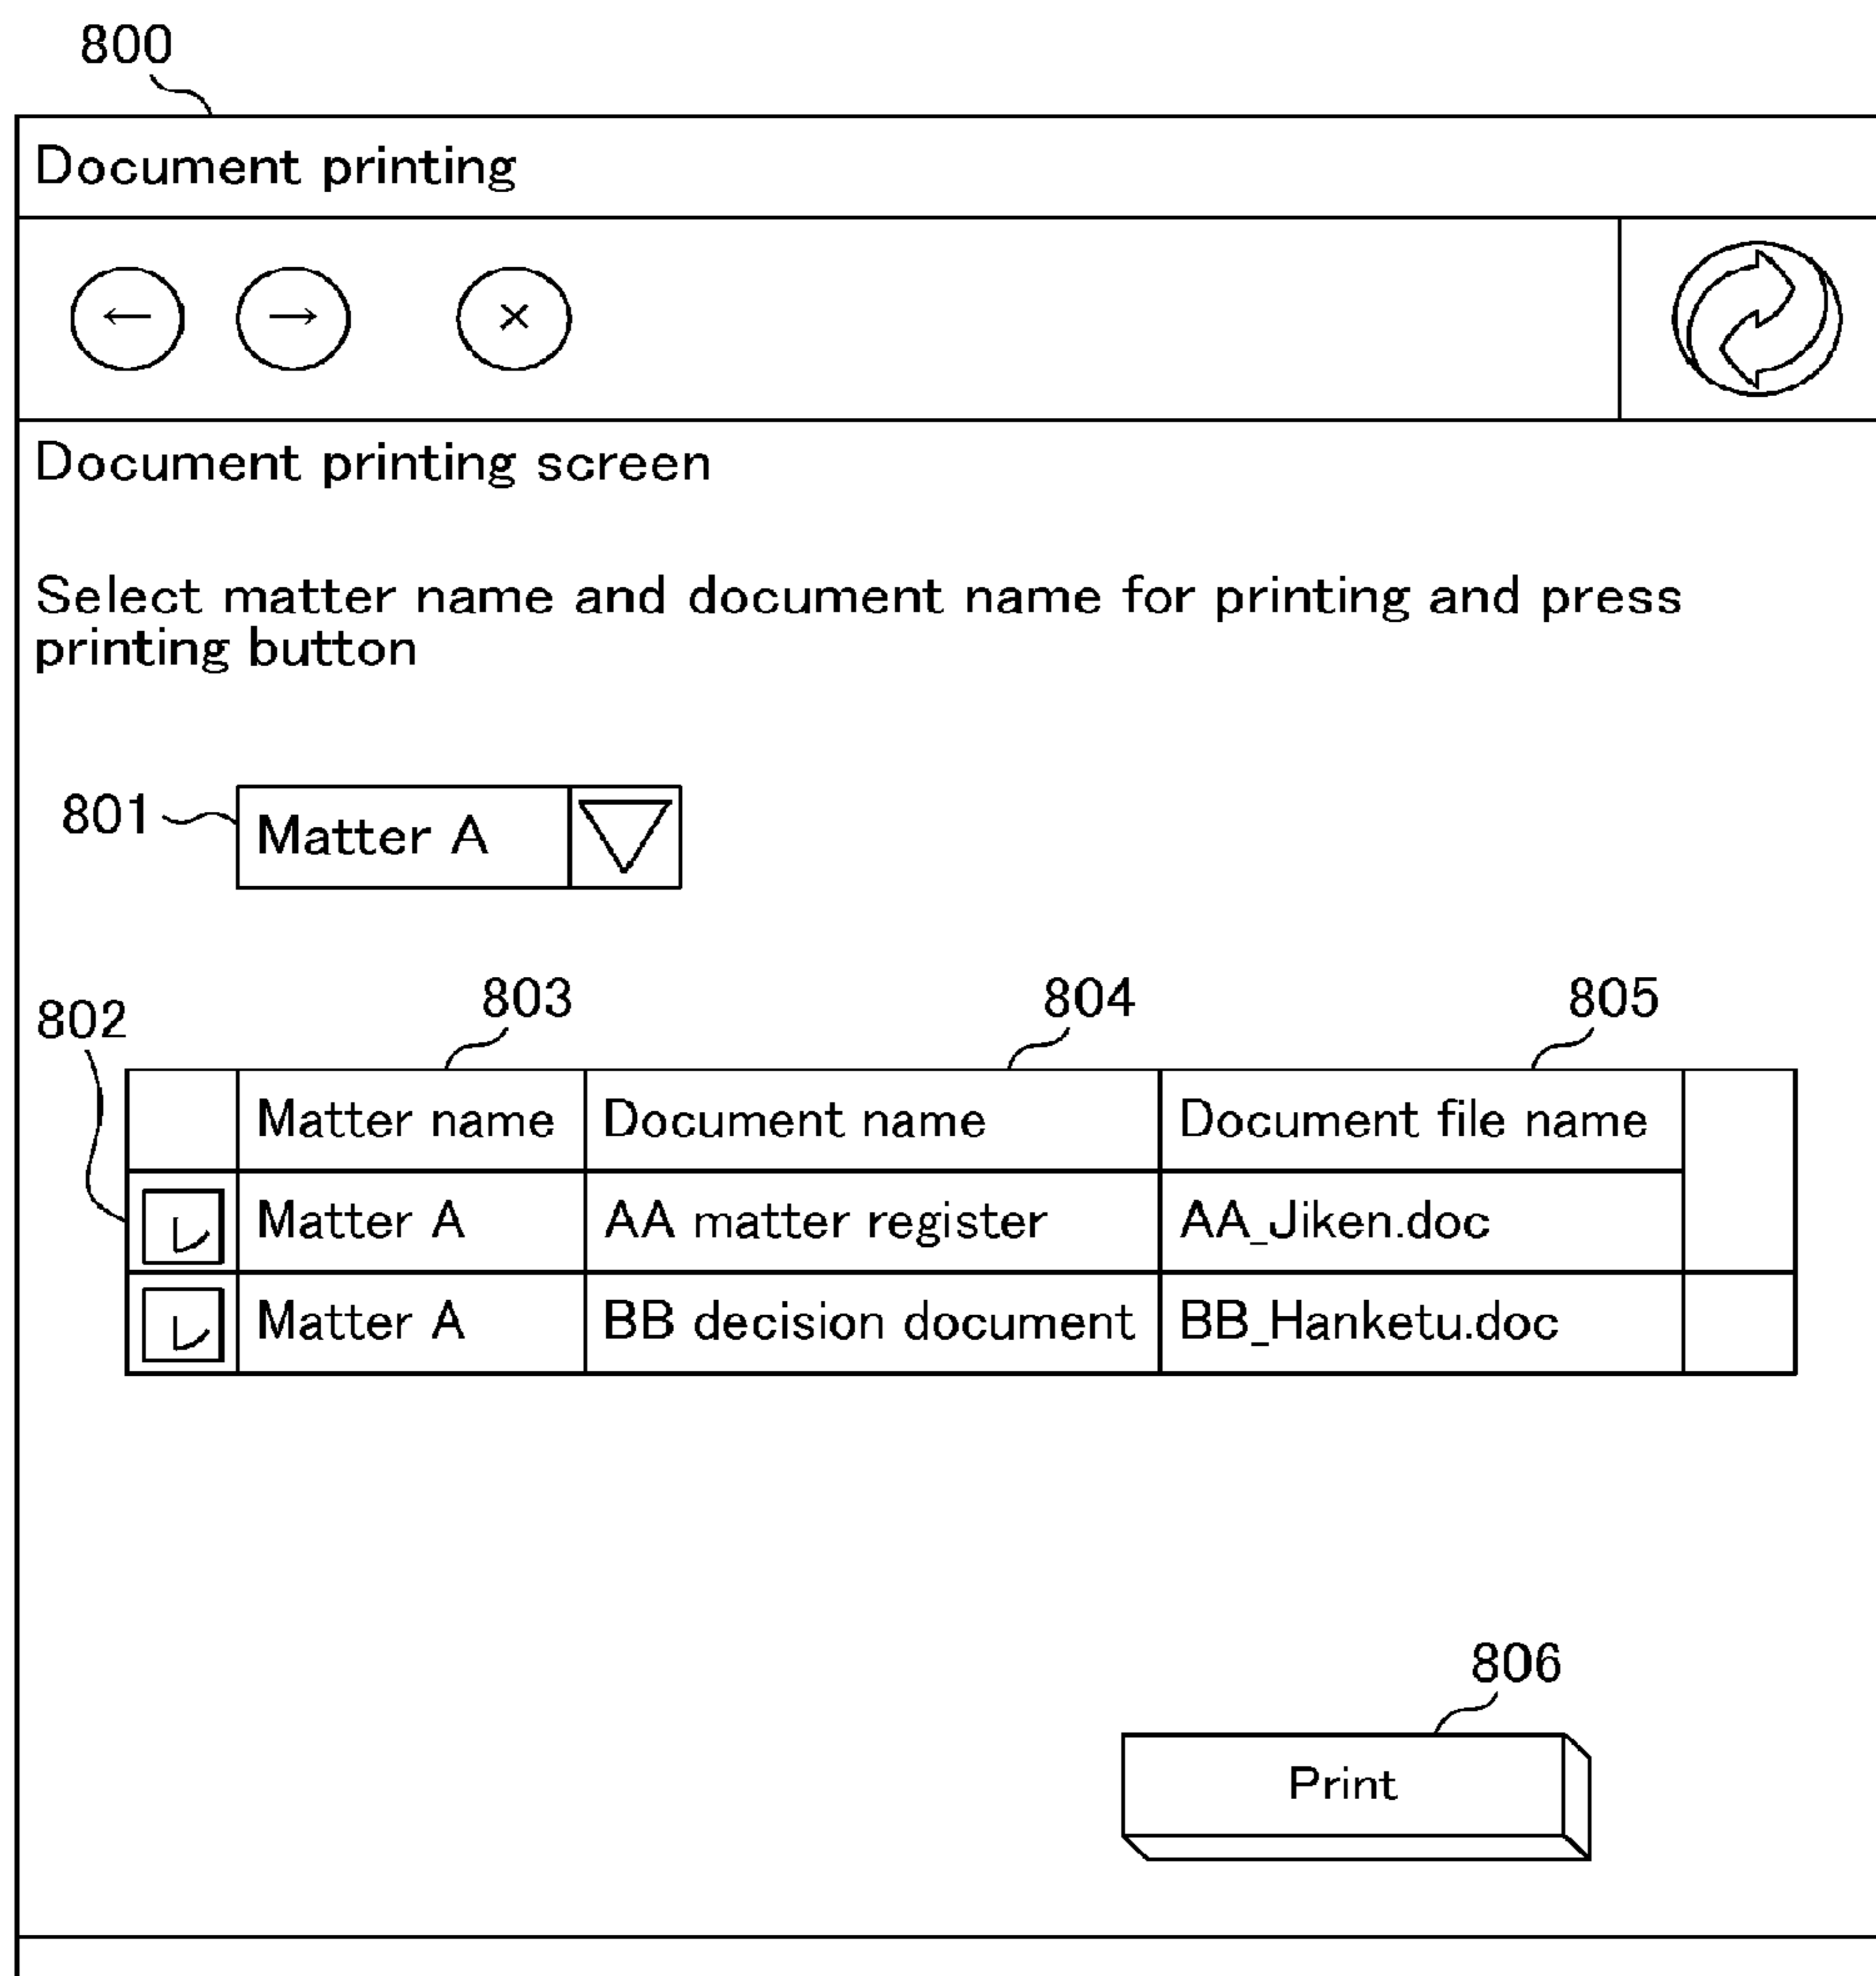 800
Document printing
← → ×
Document printing screen
Select matter name and document name for printing and press
printing button
801 Matter A
802 803 804 805
Matter name Document name Document file name
Matter A AA matter register AA_Jiken.doc
Matter A BB decision document BB_Hanketu.doc
806
Print